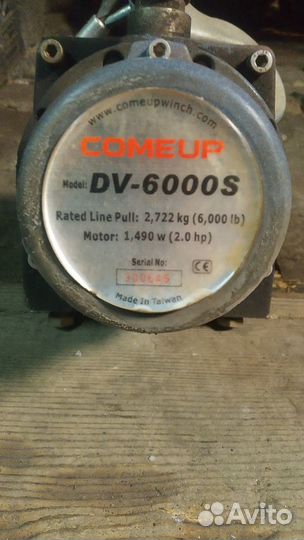 www.comeupwinch.com
COMEUP
Model: DV-6000S
Rated Line Pull: 2,722 kg (6,000 lb)
Motor: 1,490 w (2.0 hp)
Serial No:
CE
Made In Taiwan
Avito